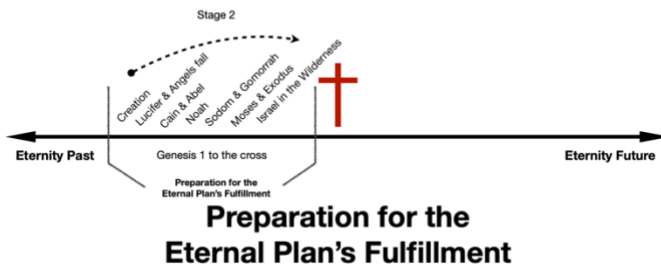 Stage 2
Creation
Lucifer & Angels fall
Cain & Abel
Noah
Sodom & Gomorrah
Moses & Exodus
Israel in the Wilderness
Eternity Past
Genesis 1 to the cross
Eternity Future
Preparation for the
Eternal Plan's Fulfillment
Preparation for the
Eternal Plan's Fulfillment